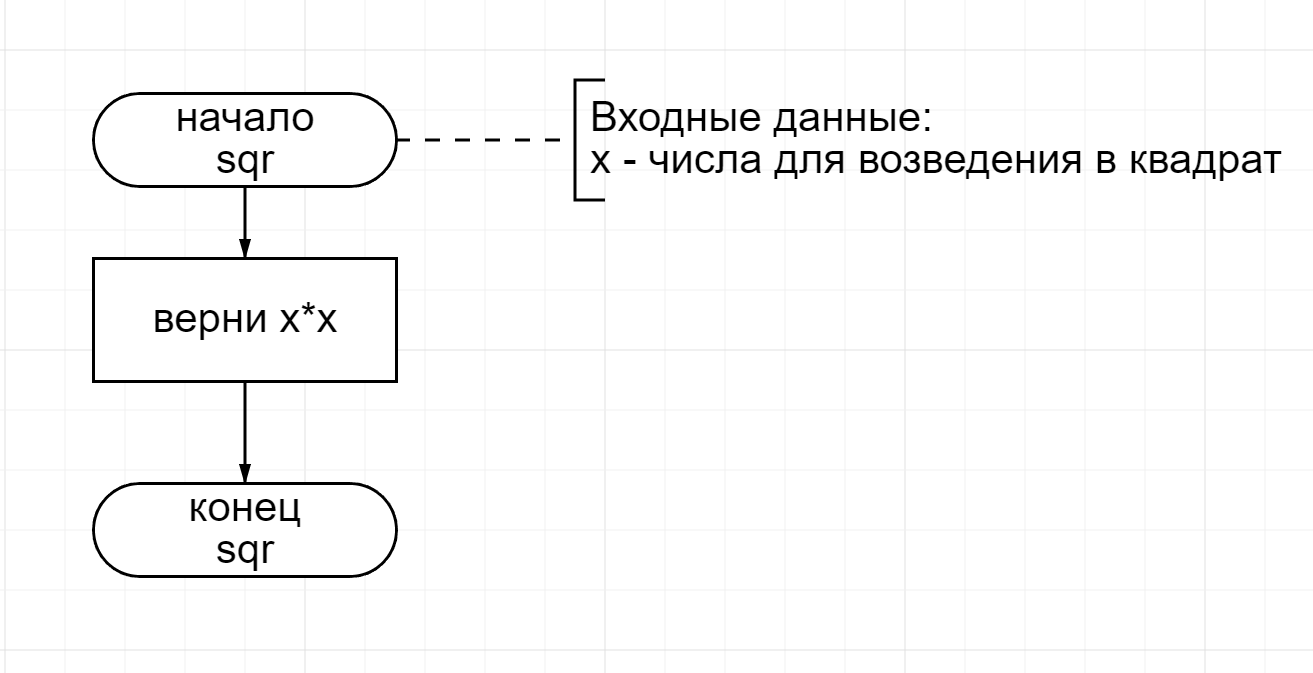 начало
sqr
Входные данные:
x - числа для возведения в квадрат
верни x*x
конец
sqr